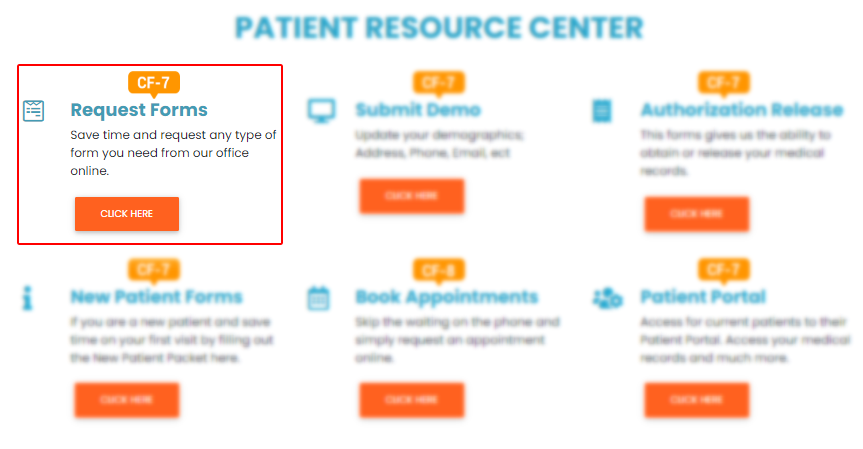 PATIENT RESOURCE CENTER
CF-7
Request Forms
Save time and request any type of
form you need from our office
online.
CLICK HERE
CF-7
Submit Demo
Update your demographics;
Address, Phone, Email, ect
CLICK HERE
CF-7
Authorization Release
This forms gives us the ability to
obtain or release your medical
records.
CLICK HERE
CF-7
New Patient Forms
If you are a new patient and save
time on your first visit by filling out
the New Patient Packet here.
CLICK HERE
CF-8
Book Appointments
Skip the waiting on the phone and
simply request an appointment
online.
CLICK HERE
CF-7
Patient Portal
Access for current patients to their
Patient Portal. Access your medical
records and much more.
CLICK HERE